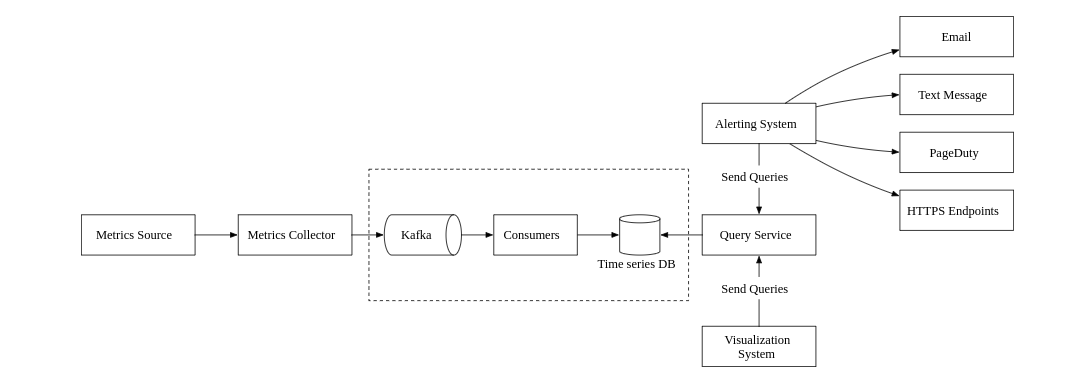 Email
Text Message
Alerting System
PageDuty
Send Queries
HTTPS Endpoints
Metrics Source
Metrics Collector
Kafka
Consumers
Query Service
Time series DB
Send Queries
Visualization
System